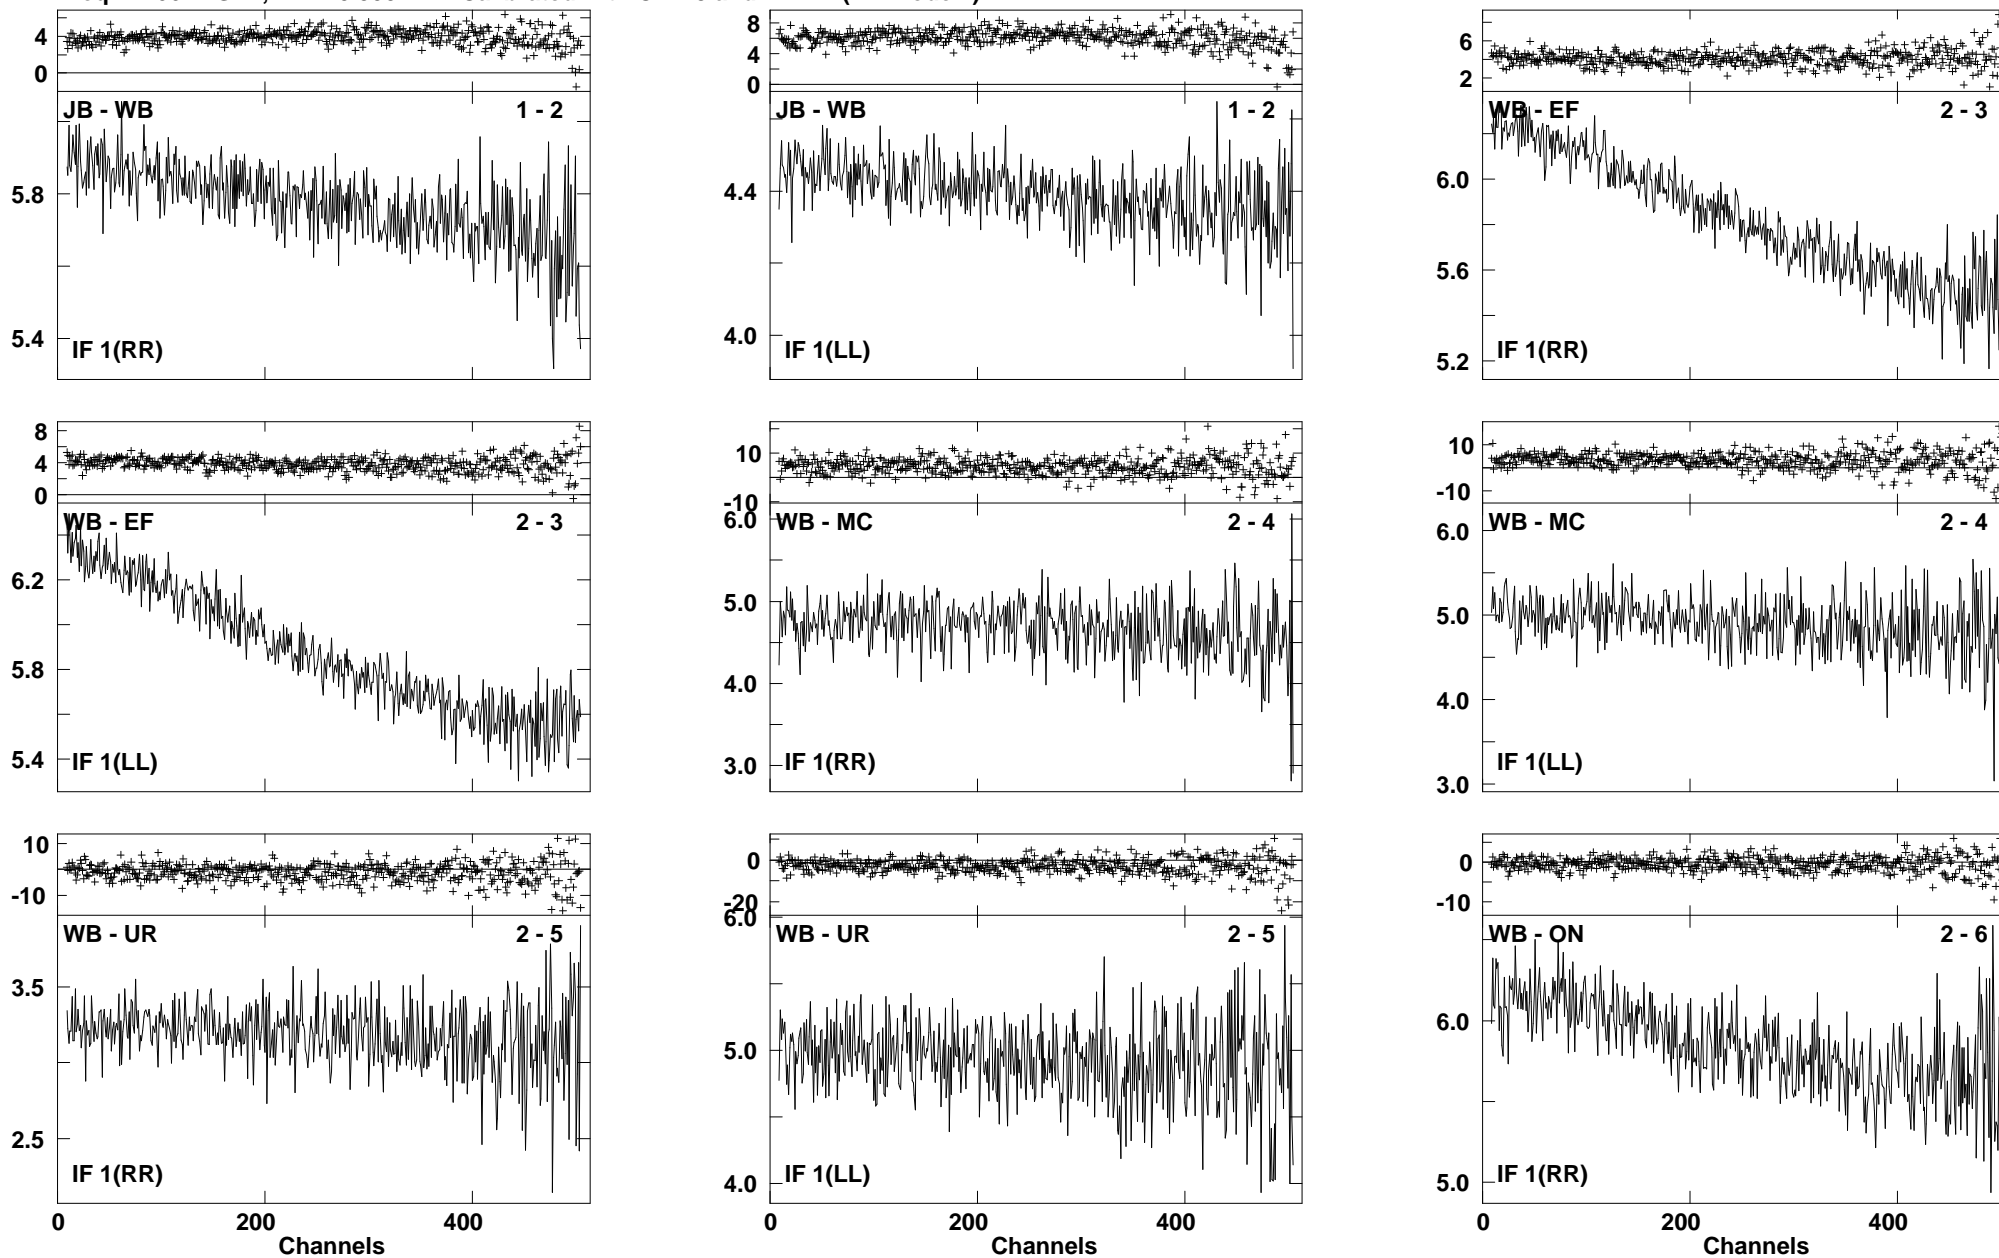 4
0
JB - WB 1 - 2
5.8
5.4
IF 1(RR)
8
4
0
JB - WB 1 - 2
4.4
4.0
IF 1(LL)
6
2
WB - EF 2 - 3
6.0
5.6
5.2
IF 1(RR)
8
4
0
WB - EF 2 - 3
6.2
5.8
5.4
IF 1(LL)
10
-10
6.0
WB - MC 2 - 4
5.0
4.0
3.0
IF 1(RR)
10
-10
WB - MC 2 - 4
6.0
5.0
4.0
3.0
IF 1(LL)
10
-10
WB - UR 2 - 5
3.5
2.5
IF 1(RR)
0 200 400
Channels
0
-20
6.0
WB - UR 2 - 5
5.0
4.0
IF 1(LL)
0 200 400
Channels
0
-10
WB - ON 2 - 6
6.0
5.0
IF 1(RR)
0 200 400
Channels